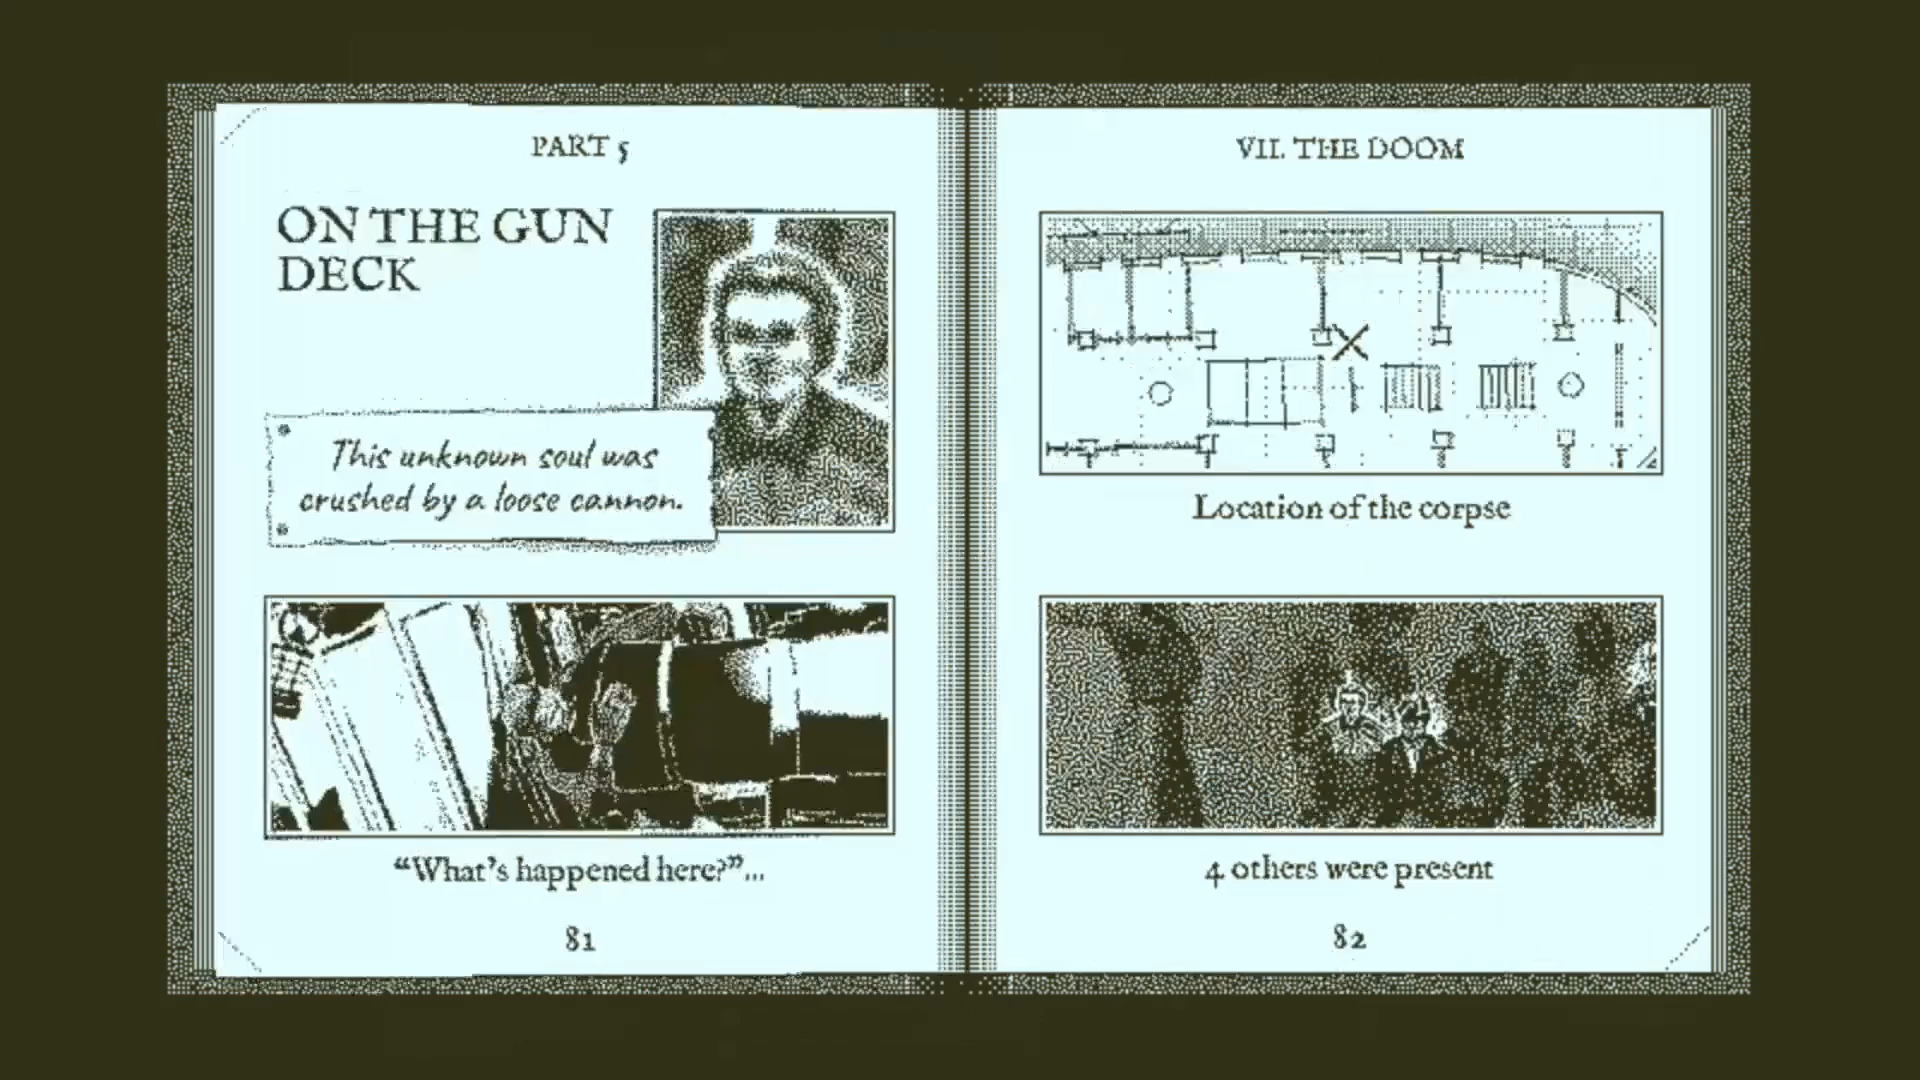 PART 5
ON THE GUN
DECK
This unknown soul was
crushed by a loose cannon.
“What’s happened here?”...
81
VII. THE DOOM
Location of the corpse
4 others were present
82